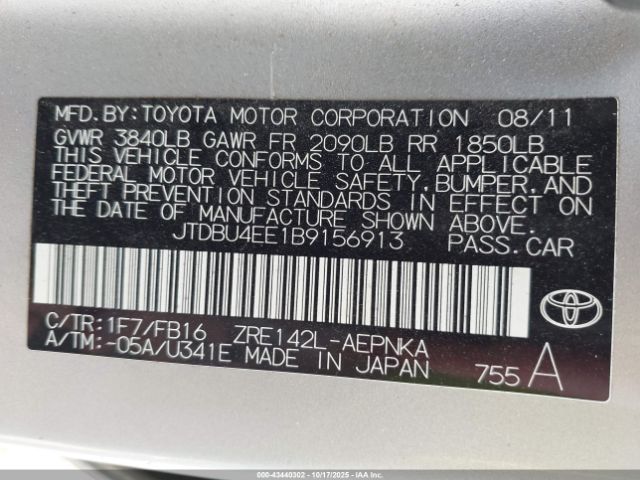 MFD.BY:TOYOTA MOTOR CORPORATION 08/11
GVWR 3840LB GAWR FR 2090LB RR 1850LB
THIS VEHICLE CONFORMS TO ALL APPLICABLE
FEDERAL MOTOR VEHICLE SAFETY,BUMPER,AND
THEFT PREVENTION STANDARDS IN EFFECT ON
THE DATE OF MANUFACTURE SHOWN ABOVE.
JTDBU4EE1B9156913 PASS.CAR
C/TR:1F7/FB16 ZRE142L-AEPNKA
A/TM:-05A/U341E MADE IN JAPAN 755 A
000-43440302 - 10/17/2025 - IAAI.COM